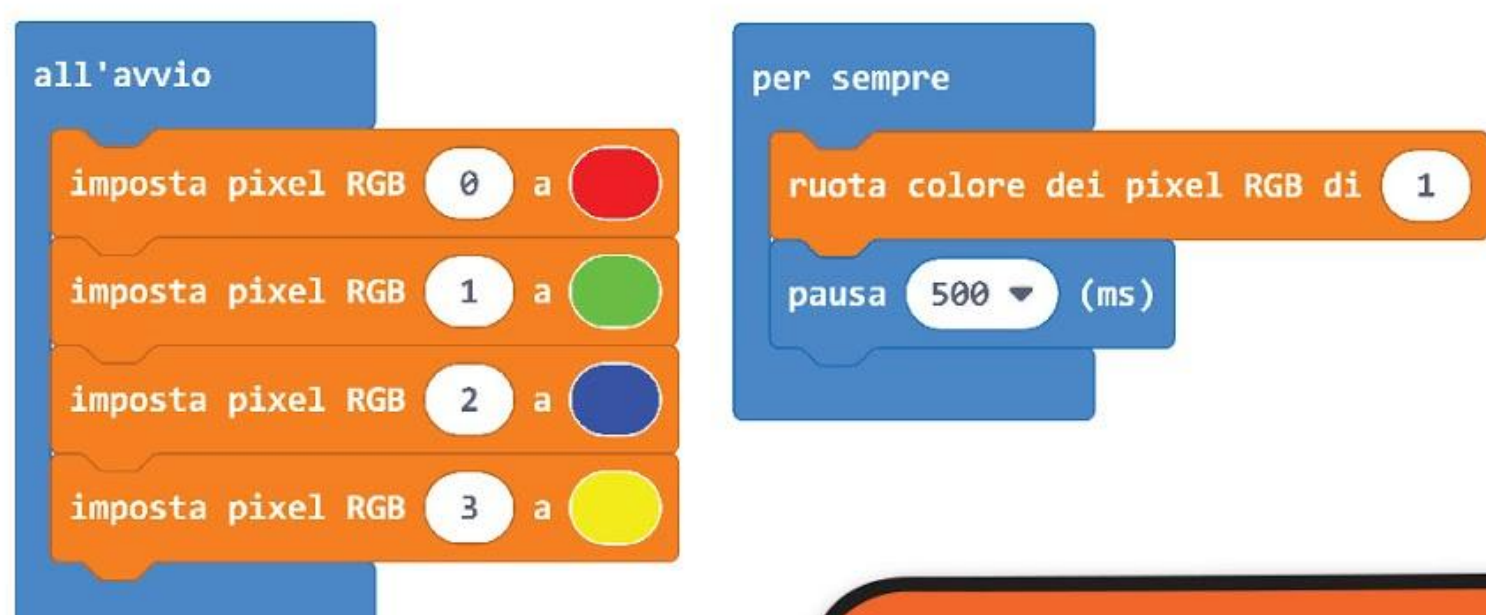 all'avvio
imposta pixel RGB 0 a
imposta pixel RGB 1 a
imposta pixel RGB 2 a
imposta pixel RGB 3 a
per sempre
ruota colore dei pixel RGB di 1
pausa 500 (ms)